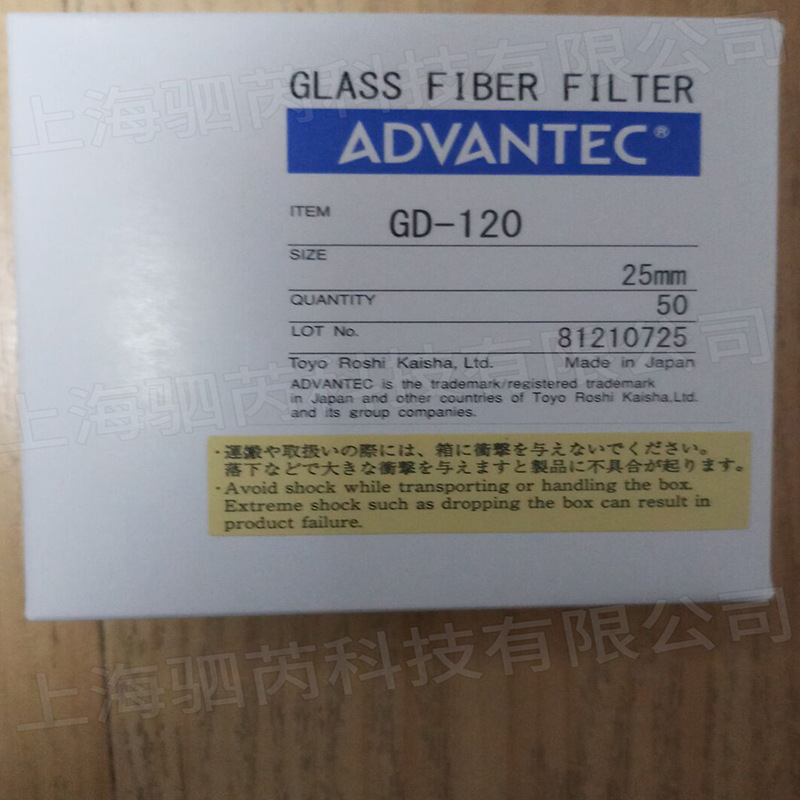 上海驷芮科技有限公司
GLASS FIBER FILTER
ADVANTEC®
ITEM GD-120
SIZE 25mm
QUANTITY 50
LOT No. 81210725
Toyo Roshi Kaisha, Ltd. Made in Japan
ADVANTEC is the trademark/registered trademark
in Japan and other countries of Toyo Roshi Kaisha,Ltd.
and its group companies.
上海驷芮科技有限公司
・運搬や取扱いの際には、箱に衝撃を与えないでください。
落下などで大きな衝撃を与えますと製品に不具合が起ります。
・Avoid shock while transporting or handling the box.
Extreme shock such as dropping the box can result in
product failure.
上海驷芮科技有限公司